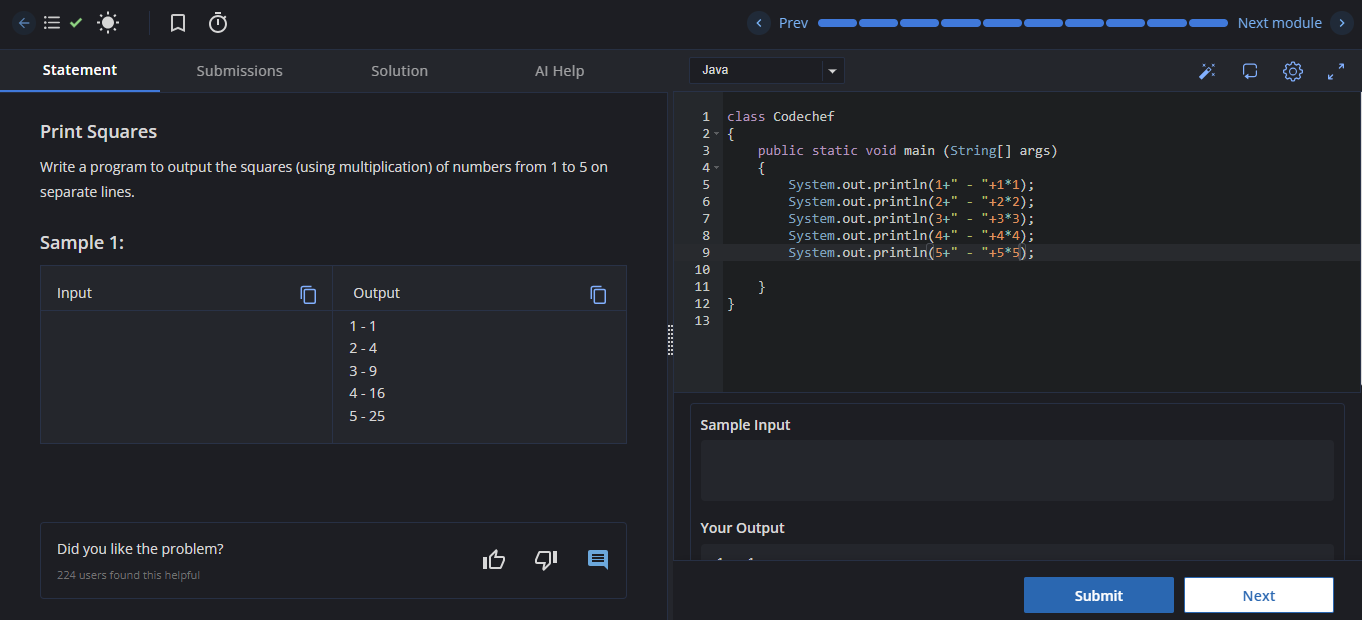 Prev
Next module
Statement
Submissions
Solution
AI Help
Java
Print Squares
Write a program to output the squares (using multiplication) of numbers from 1 to 5 on
separate lines.
Sample 1:
Input
Output
1 - 1
2 - 4
3 - 9
4 - 16
5 - 25
Did you like the problem?
224 users found this helpful
1 class Codechef
2 {
3     public static void main (String[] args)
4     {
5         System.out.println(1+" - "+1*1);
6         System.out.println(2+" - "+2*2);
7         System.out.println(3+" - "+3*3);
8         System.out.println(4+" - "+4*4);
9         System.out.println(5+" - "+5*5);
10
11     }
12 }
13
Sample Input
Your Output
Submit
Next